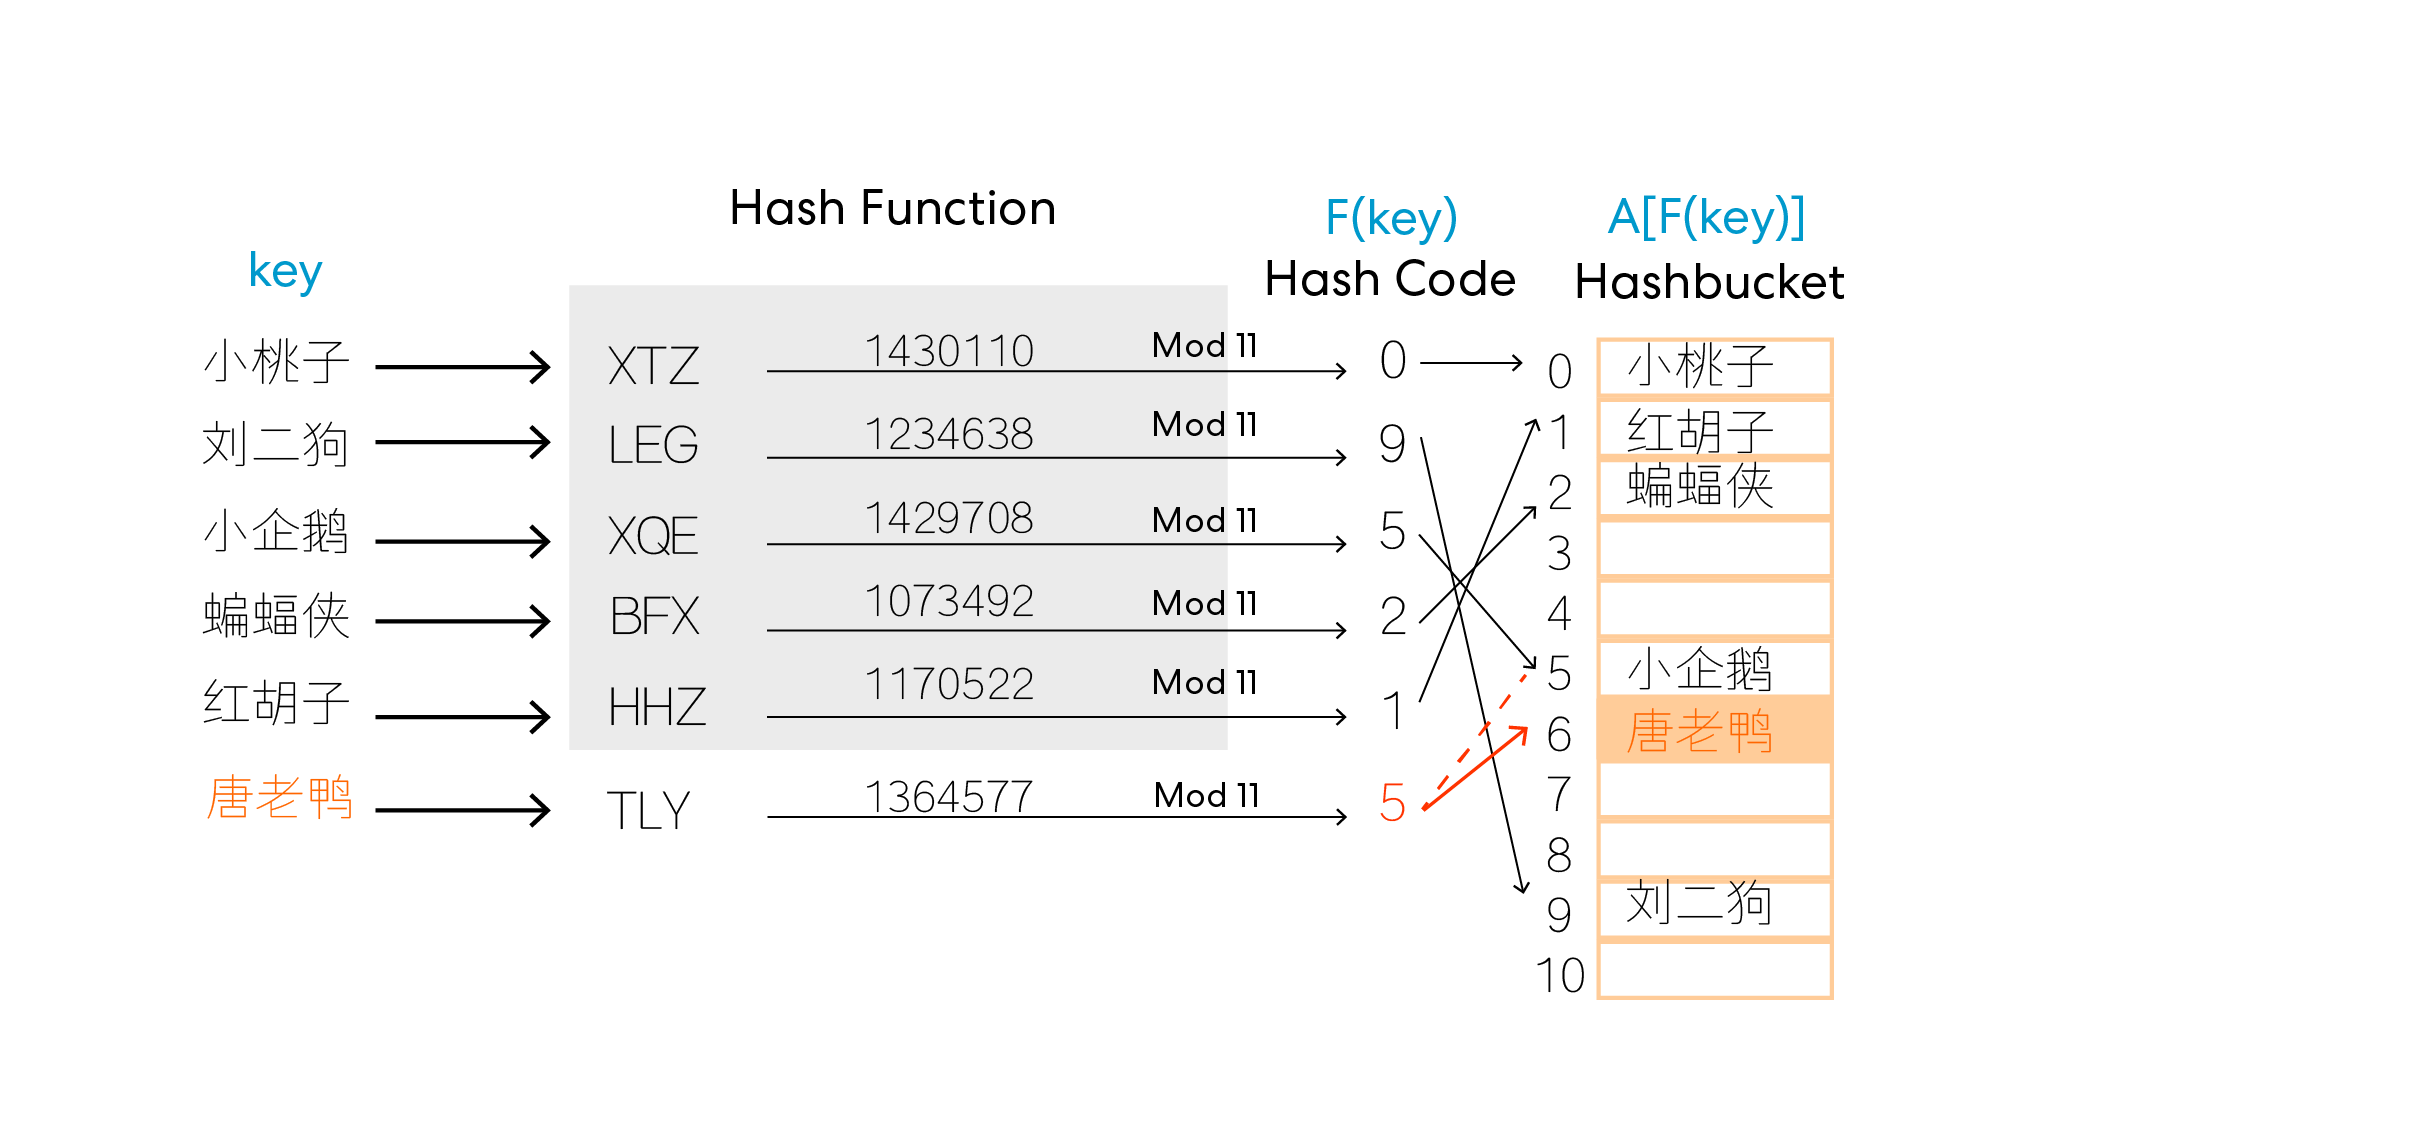 Hash Function
key
F(key)
Hash Code
A[F(key)]
Hashbucket
小桃子 XTZ 1430110 Mod 11 0
刘二狗 LEG 1234638 Mod 11 9
小企鹅 XQE 1429708 Mod 11 5
蝙蝠侠 BFX 1073492 Mod 11 2
红胡子 HHZ 1170522 Mod 11 1
唐老鸭 TLY 1364577 Mod 11 5
0 小桃子
1 红胡子
2 蝙蝠侠
3
4
5 小企鹅
6 唐老鸭
7
8
9 刘二狗
10